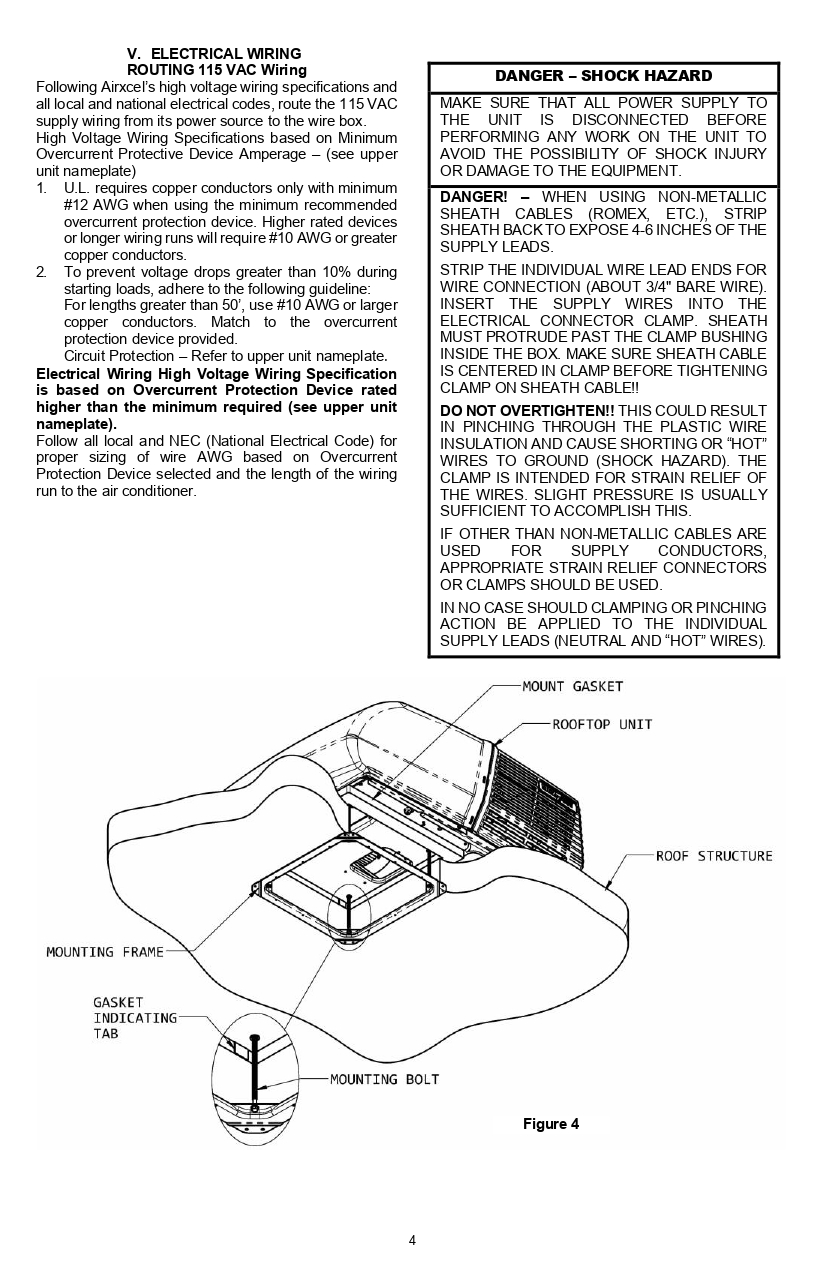 V. ELECTRICAL WIRING
ROUTING 115 VAC Wiring
Following Airxcel's high voltage wiring specifications and
all local and national electrical codes, route the 115 VAC
supply wiring from its power source to the wire box.
High Voltage Wiring Specifications based on Minimum
Overcurrent Protective Device Amperage – (see upper
unit nameplate)
1. U.L. requires copper conductors only with minimum
#12 AWG when using the minimum recommended
overcurrent protection device. Higher rated devices
or longer wiring runs will require #10 AWG or greater
copper conductors.
2. To prevent voltage drops greater than 10% during
starting loads, adhere to the following guideline:
For lengths greater than 50', use #10 AWG or larger
copper conductors. Match to the overcurrent
protection device provided.
Circuit Protection – Refer to upper unit nameplate.
Electrical Wiring High Voltage Wiring Specification
is based on Overcurrent Protection Device rated
higher than the minimum required (see upper unit
nameplate).
Follow all local and NEC (National Electrical Code) for
proper sizing of wire AWG based on Overcurrent
Protection Device selected and the length of the wiring
run to the air conditioner.
DANGER – SHOCK HAZARD
MAKE SURE THAT ALL POWER SUPPLY TO
THE UNIT IS DISCONNECTED BEFORE
PERFORMING ANY WORK ON THE UNIT TO
AVOID THE POSSIBILITY OF SHOCK INJURY
OR DAMAGE TO THE EQUIPMENT.
DANGER! – WHEN USING NON-METALLIC
SHEATH CABLES (ROMEX, ETC.), STRIP
SHEATH BACK TO EXPOSE 4-6 INCHES OF THE
SUPPLY LEADS.
STRIP THE INDIVIDUAL WIRE LEAD ENDS FOR
WIRE CONNECTION (ABOUT 3/4" BARE WIRE).
INSERT THE SUPPLY WIRES INTO THE
ELECTRICAL CONNECTOR CLAMP. SHEATH
MUST PROTRUDE PAST THE CLAMP BUSHING
INSIDE THE BOX. MAKE SURE SHEATH CABLE
IS CENTERED IN CLAMP BEFORE TIGHTENING
CLAMP ON SHEATH CABLE!!
DO NOT OVERTIGHTEN!! THIS COULD RESULT
IN PINCHING THROUGH THE PLASTIC WIRE
INSULATION AND CAUSE SHORTING OR “HOT”
WIRES TO GROUND (SHOCK HAZARD). THE
CLAMP IS INTENDED FOR STRAIN RELIEF OF
THE WIRES. SLIGHT PRESSURE IS USUALLY
SUFFICIENT TO ACCOMPLISH THIS.
IF OTHER THAN NON-METALLIC CABLES ARE
USED FOR SUPPLY CONDUCTORS,
APPROPRIATE STRAIN RELIEF CONNECTORS
OR CLAMPS SHOULD BE USED.
IN NO CASE SHOULD CLAMPING OR PINCHING
ACTION BE APPLIED TO THE INDIVIDUAL
SUPPLY LEADS (NEUTRAL AND “HOT” WIRES).
MOUNT GASKET
ROOFTOP UNIT
ROOF STRUCTURE
MOUNTING FRAME
GASKET
INDICATING
TAB
MOUNTING BOLT
Figure 4
4